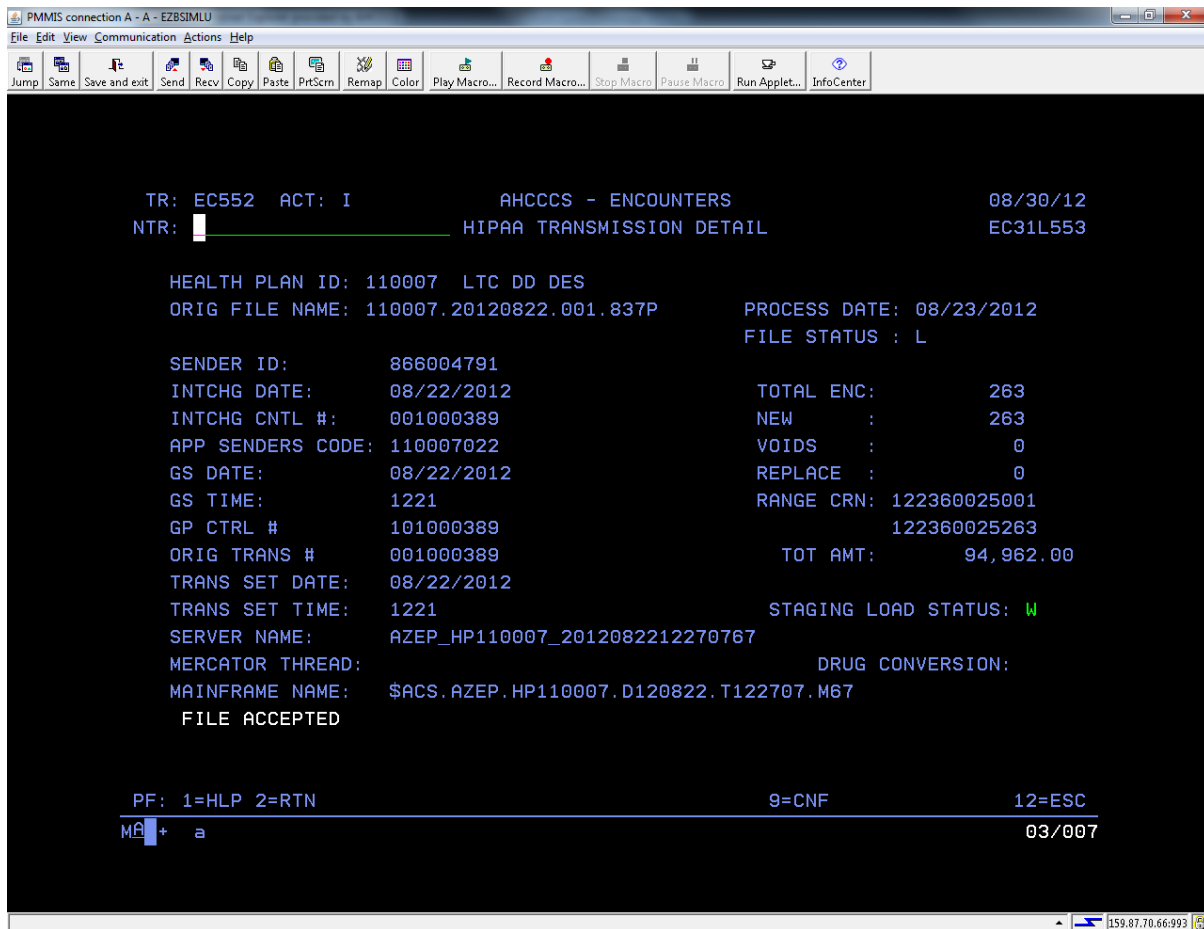 PMMIS connection A - A - EZBSIMLU
File Edit View Communication Actions Help
Jump Same Save and exit Send Recv Copy Paste PrtScrn Remap Color Play Macro... Record Macro... Stop Macro Pause Macro Run Applet... InfoCenter
TR: EC552 ACT: I AHCCCS - ENCOUNTERS 08/30/12
NTR: HIPAA TRANSMISSION DETAIL EC31L553
HEALTH PLAN ID: 110007 LTC DD DES
ORIG FILE NAME: 110007.20120822.001.837P PROCESS DATE: 08/23/2012
FILE STATUS : L
SENDER ID: 866004791
INTCHG DATE: 08/22/2012 TOTAL ENC: 263
INTCHG CNTL #: 001000389 NEW : 263
APP SENDERS CODE: 110007022 VOIDS : 0
GS DATE: 08/22/2012 REPLACE : 0
GS TIME: 1221 RANGE CRN: 122360025001
GP CTRL # 101000389 122360025263
ORIG TRANS # 001000389 TOT AMT: 94,962.00
TRANS SET DATE: 08/22/2012
TRANS SET TIME: 1221 STAGING LOAD STATUS: W
SERVER NAME: AZEP_HP110007_2012082212270767
MERCATOR THREAD: DRUG CONVERSION:
MAINFRAME NAME: $ACS.AZEP.HP110007.D120822.T122707.M67
FILE ACCEPTED
PF: 1=HLP 2=RTN 9=CNF 12=ESC
MA + a 03/007
159.87.70.66:993